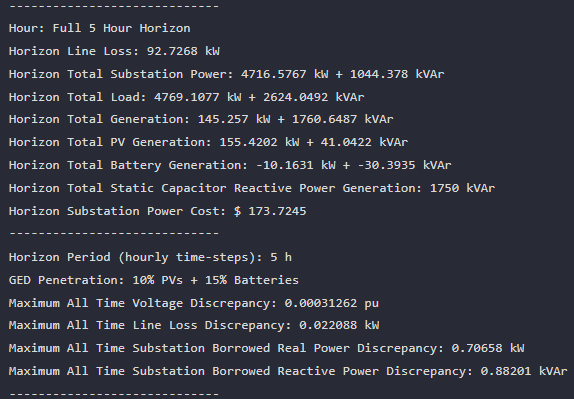 -----------------------------
Hour: Full 5 Hour Horizon
Horizon Line Loss: 92.7268 kW
Horizon Total Substation Power: 4716.5767 kW + 1044.378 kVAr
Horizon Total Load: 4769.1077 kW + 2624.0492 kVAr
Horizon Total Generation: 145.257 kW + 1760.6487 kVAr
Horizon Total PV Generation: 155.4202 kW + 41.0422 kVAr
Horizon Total Battery Generation: -10.1631 kW + -30.3935 kVAr
Horizon Total Static Capacitor Reactive Power Generation: 1750 kVAr
Horizon Substation Power Cost: $ 173.7245
-----------------------------
Horizon Period (hourly time-steps): 5 h
GED Penetration: 10% PVs + 15% Batteries
Maximum All Time Voltage Discrepancy: 0.00031262 pu
Maximum All Time Line Loss Discrepancy: 0.022088 kW
Maximum All Time Substation Borrowed Real Power Discrepancy: 0.70658 kW
Maximum All Time Substation Borrowed Reactive Power Discrepancy: 0.88201 kVAr
-----------------------------